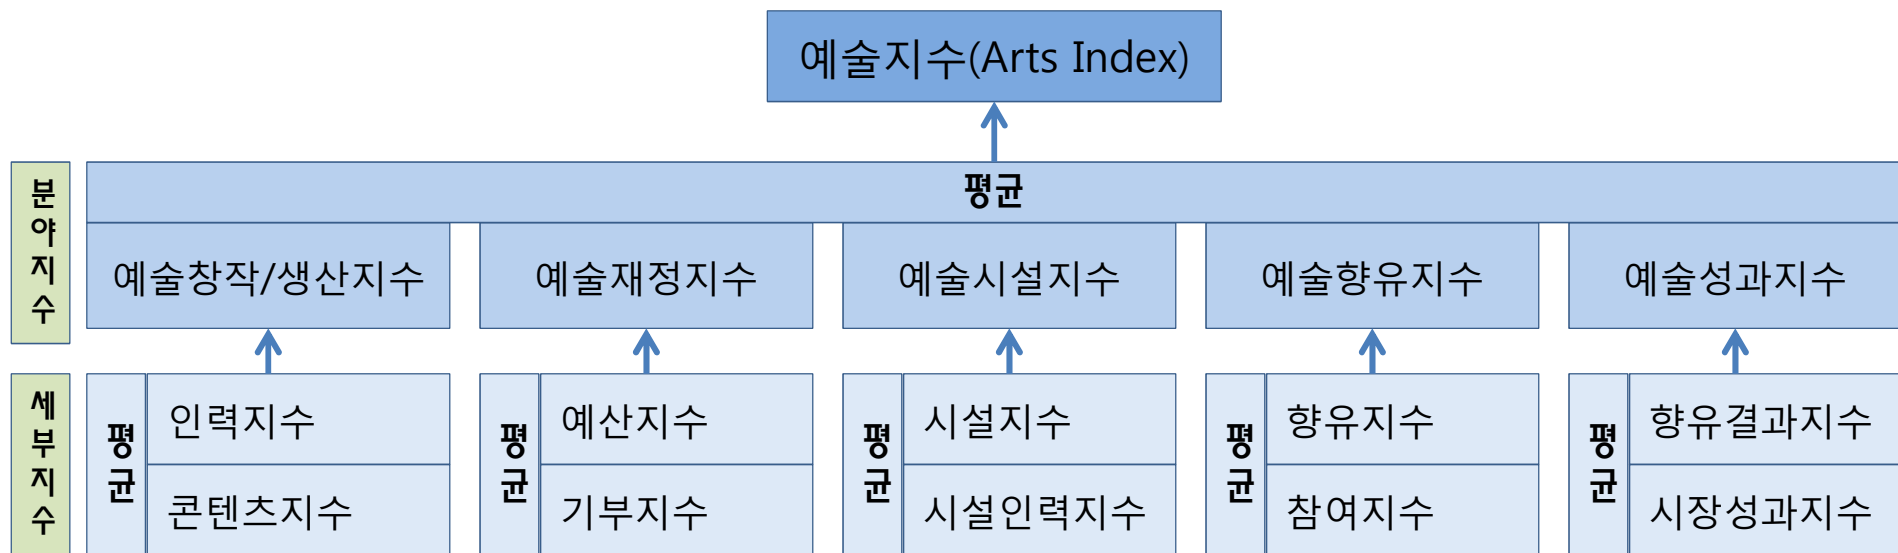 예술지수(Arts Index)
분야지수
평균
예술창작/생산지수
예술재정지수
예술시설지수
예술향유지수
예술성과지수
세부지수
평균
인력지수
콘텐츠지수
평균
예산지수
기부지수
평균
시설지수
시설인력지수
평균
향유지수
참여지수
평균
향유결과지수
시장성과지수